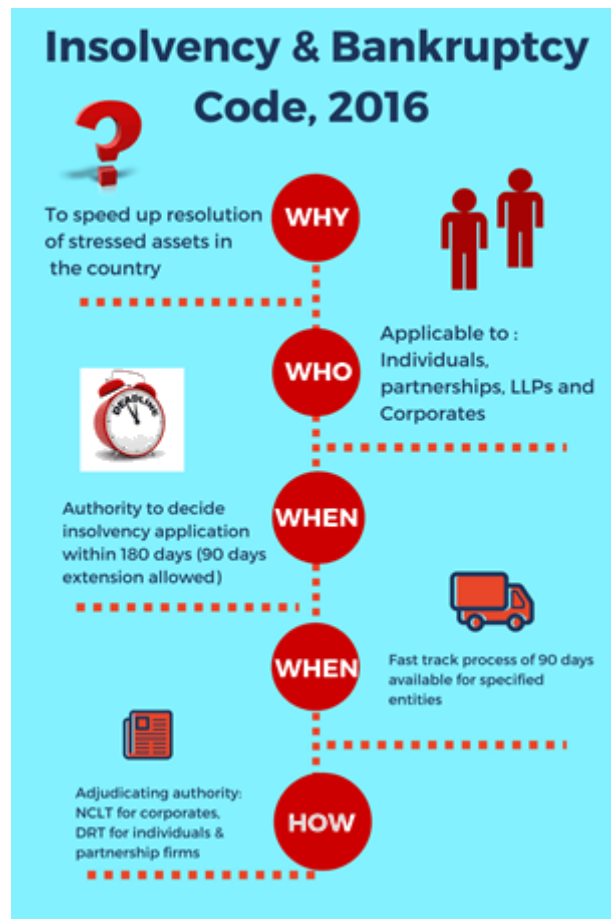 Insolvency & Bankruptcy
Code, 2016
To speed up resolution
of stressed assets in
the country
WHY
WHO
Applicable to :
Individuals,
partnerships, LLPs and
Corporates
DEADLINE
Authority to decide
insolvency application
within 180 days (90 days
extension allowed)
WHEN
WHEN
Fast track process of 90 days
available for specified
entities
Adjudicating authority:
NCLT for corporates,
DRT for individuals &
partnership firms
HOW